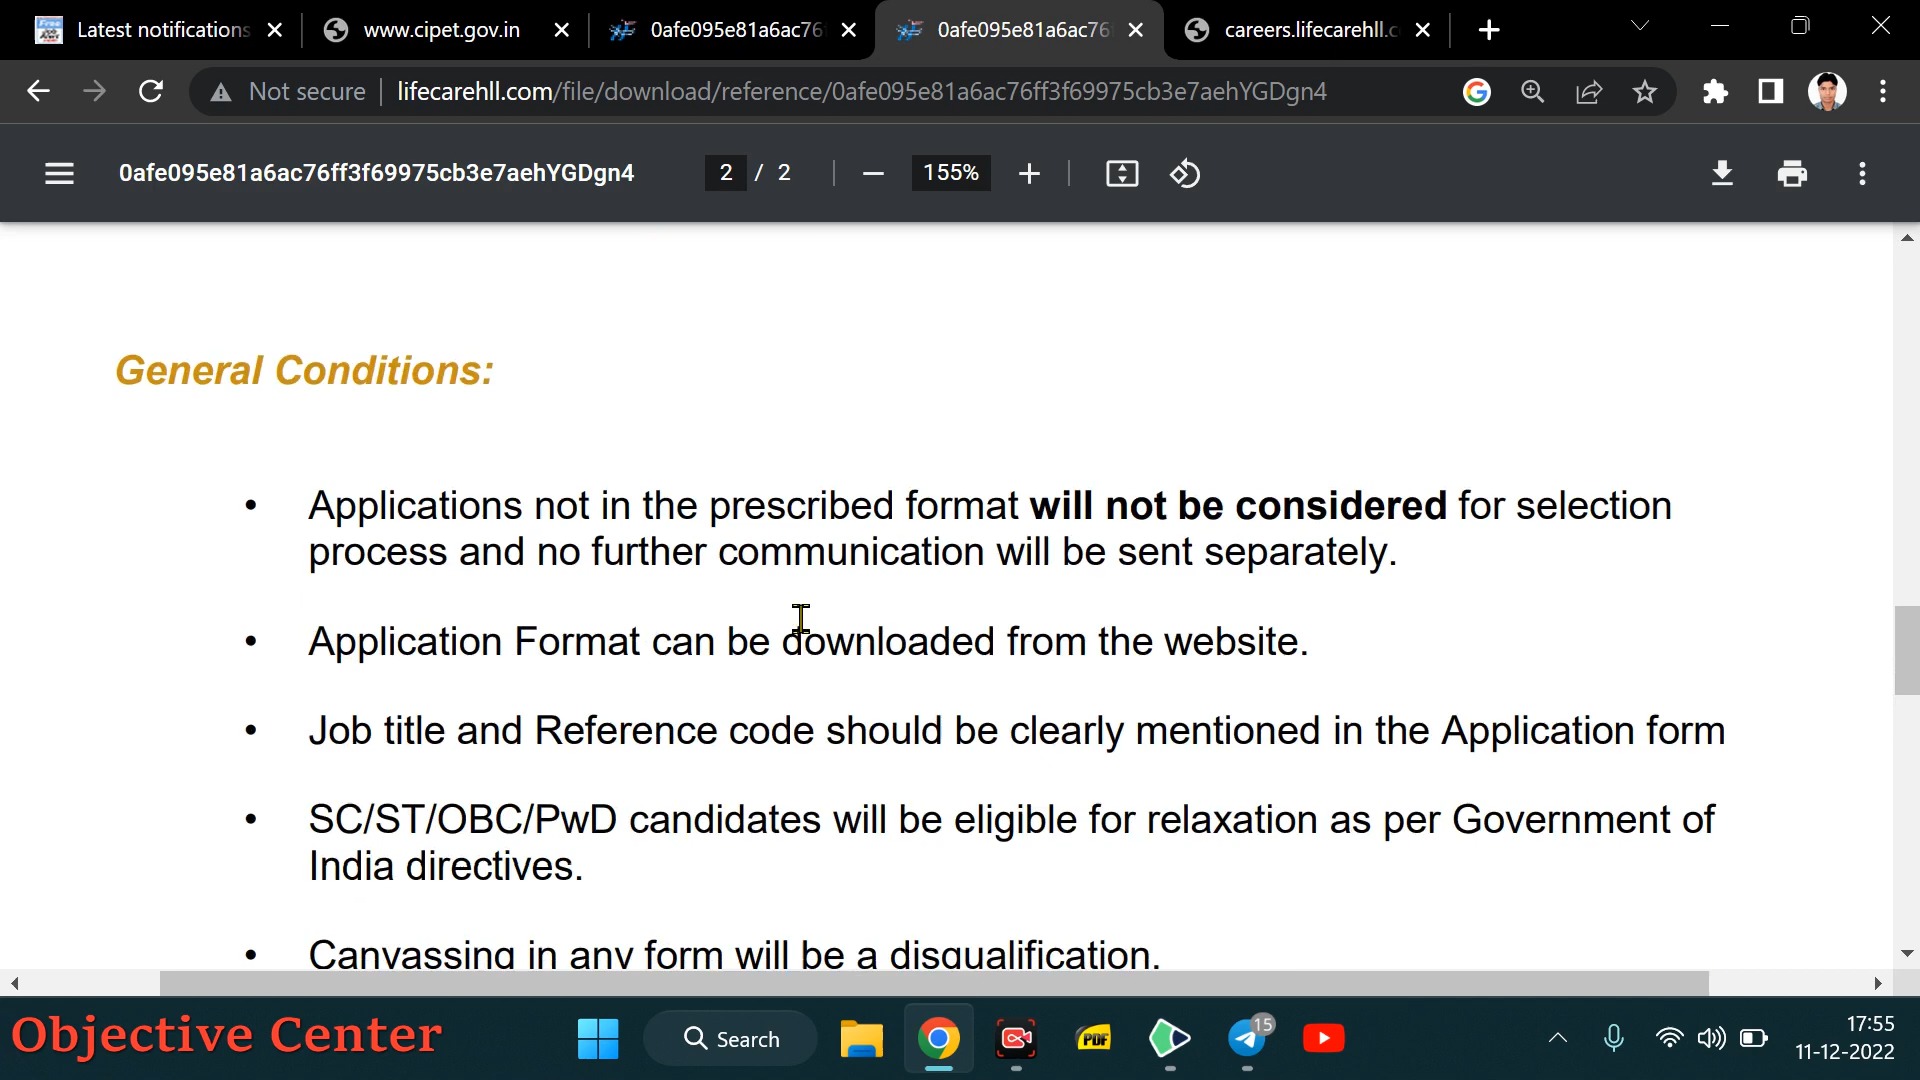 Latest notifications
www.cipet.gov.in
0afe095e81a6ac76
0afe095e81a6ac76
careers.lifecarehll.c
Not secure
lifecarehll.com/file/download/reference/0afe095e81a6ac76ff3f69975cb3e7aehYGDgn4
0afe095e81a6ac76ff3f69975cb3e7aehYGDgn4
2 / 2
155%
General Conditions:
• Applications not in the prescribed format will not be considered for selection
process and no further communication will be sent separately.
• Application Format can be downloaded from the website.
• Job title and Reference code should be clearly mentioned in the Application form
• SC/ST/OBC/PwD candidates will be eligible for relaxation as per Government of
India directives.
• Canvassing in any form will be a disqualification.
Objective Center
Search
PDF
15
17:55
11-12-2022